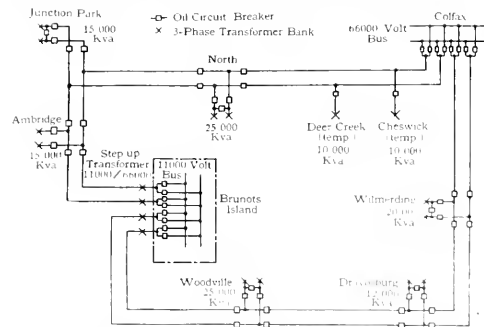 Junction Park
15 000
Kva
Oil Circuit Breaker
3-Phase Transformer Bank
Colfax
66000 Volt
Bus
North
25 000
Kva
Deer Creek
(temp.)
10 000
Kva
Cheswick
(temp.)
10 000
Kva
Ambridge
15 000
Kva
Step up
Transformer
11000/66000
11000 Volt
Bus
Brunots
Island
Wilmerding
Kva
Woodville
25 000
Kva
Dravosburg
12 000
Kva